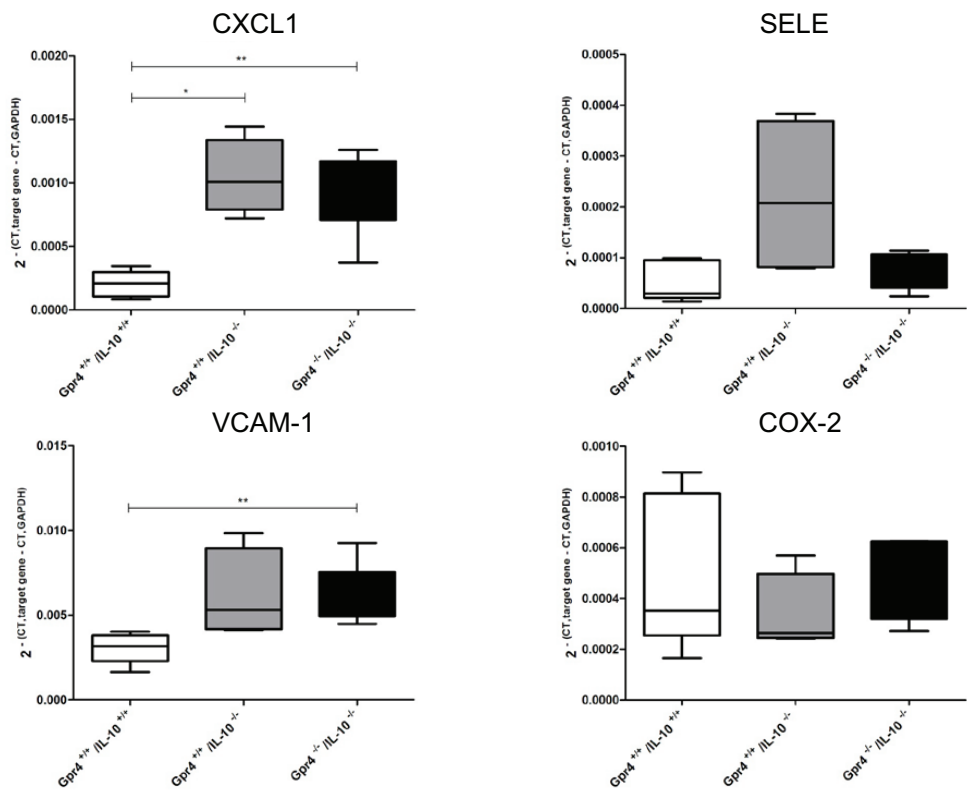 CXCL1
2 - (CT,target gene - CT,GAPDH)
0.0020
0.0015
0.0010
0.0005
0.0000
**
*
Gpr4 +/+ /IL-10 +/+
Gpr4 +/+ /IL-10 -/-
Gpr4 -/- /IL-10 -/-
SELE
2 - (CT,target gene - CT,GAPDH)
0.0005
0.0004
0.0003
0.0002
0.0001
0.0000
Gpr4 +/+ /IL-10 +/+
Gpr4 +/+ /IL-10 -/-
Gpr4 -/- /IL-10 -/-
VCAM-1
2 - (CT,target gene - CT,GAPDH)
0.015
0.010
0.005
0.000
**
Gpr4 +/+ /IL-10 +/+
Gpr4 +/+ /IL-10 -/-
Gpr4 -/- /IL-10 -/-
COX-2
2 - (CT,target gene - CT,GAPDH)
0.0010
0.0008
0.0006
0.0004
0.0002
0.0000
Gpr4 +/+ /IL-10 +/+
Gpr4 +/+ /IL-10 -/-
Gpr4 -/- /IL-10 -/-